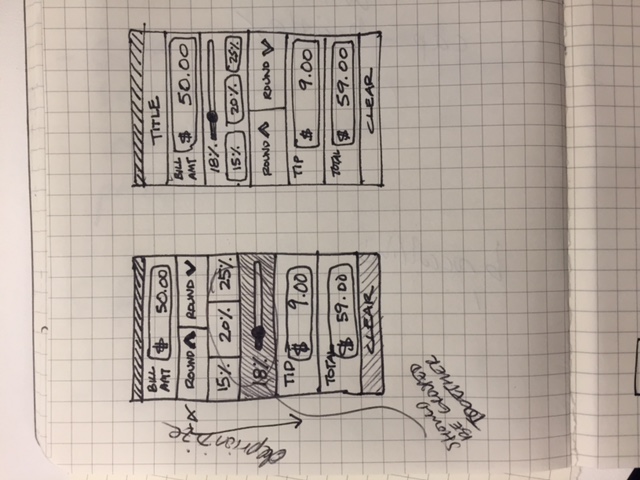 BILL AMT $ 50.00
ROUND ROUND
15% 20% 25%
18%
TIP $ 9.00
TOTAL $ 59.00
CLEAR
deprioritize
SHOULD
BE GROUPED
TOGETHER
TITLE
BILL AMT $ 50.00
18%
15% 20% 25%
ROUND ROUND
TIP $ 9.00
TOTAL $ 59.00
CLEAR